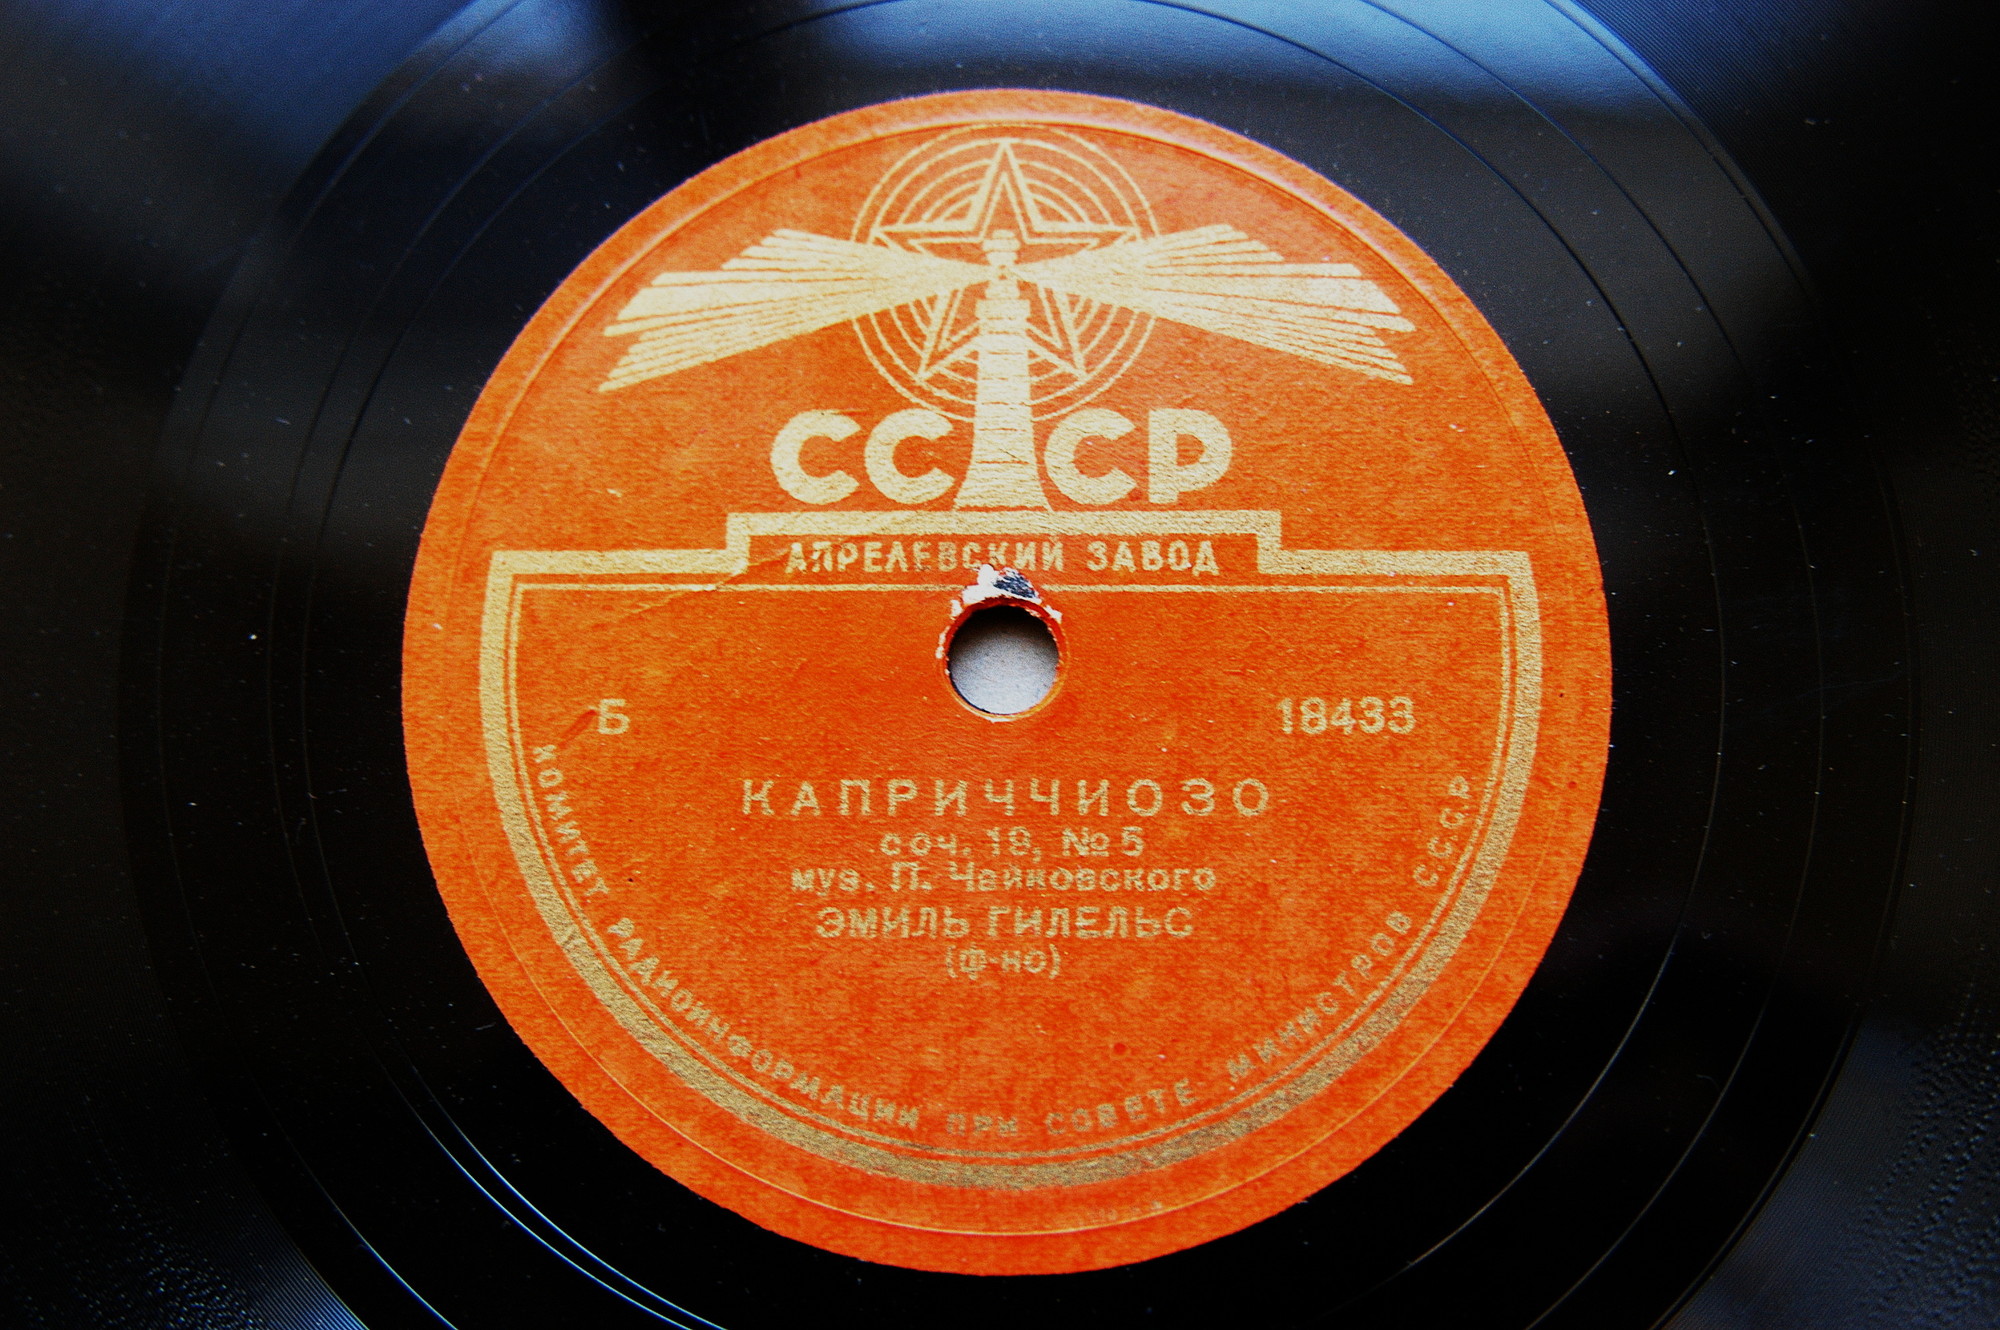 СССР
АПРЕЛЕВСКИЙ ЗАВОД
Б 18433
КАПРИЧЧИОЗО
соч. 19, № 5
муз. П. Чайковского
ЭМИЛЬ ГИЛЕЛЬС
(ф-но)
КОМИТЕТ РАДИОИНФОРМАЦИИ ПРИ СОВЕТЕ МИНИСТРОВ СССР